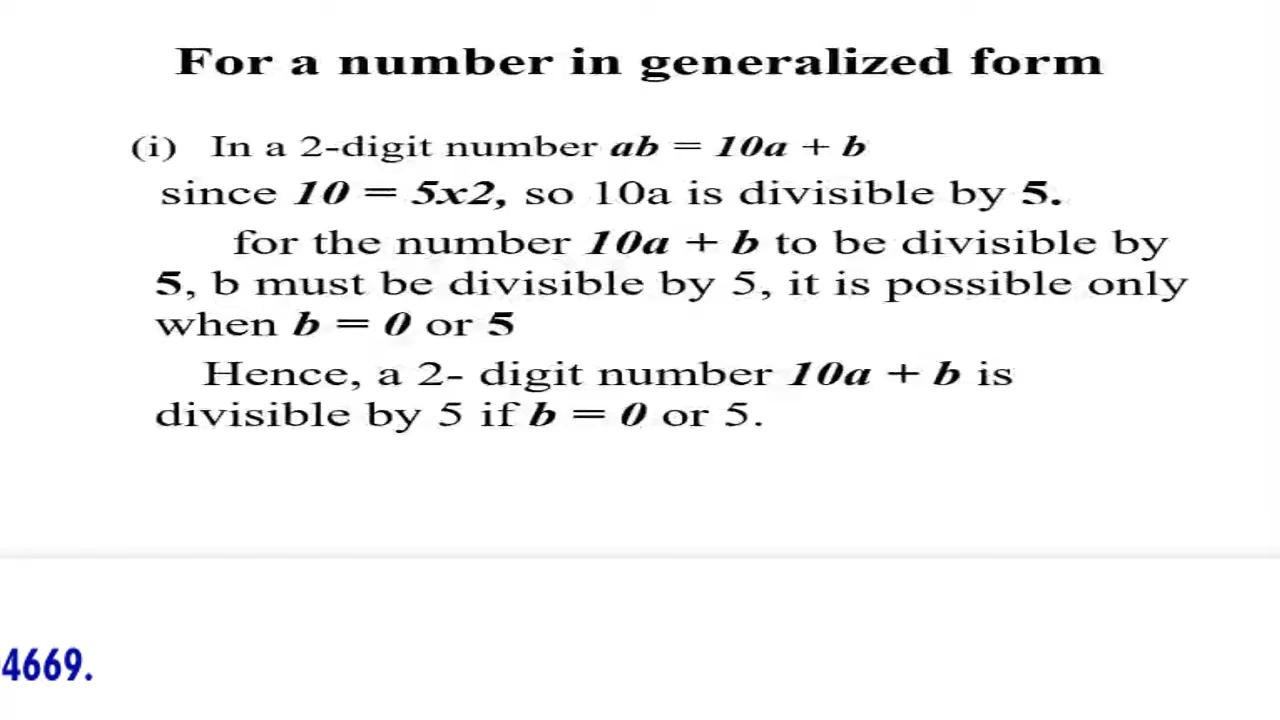 For a number in generalized form
(i) In a 2-digit number ab = 10a + b
since 10 = 5x2, so 10a is divisible by 5.
for the number 10a + b to be divisible by
5, b must be divisible by 5, it is possible only
when b = 0 or 5
Hence, a 2- digit number 10a + b is
divisible by 5 if b = 0 or 5.
4669.